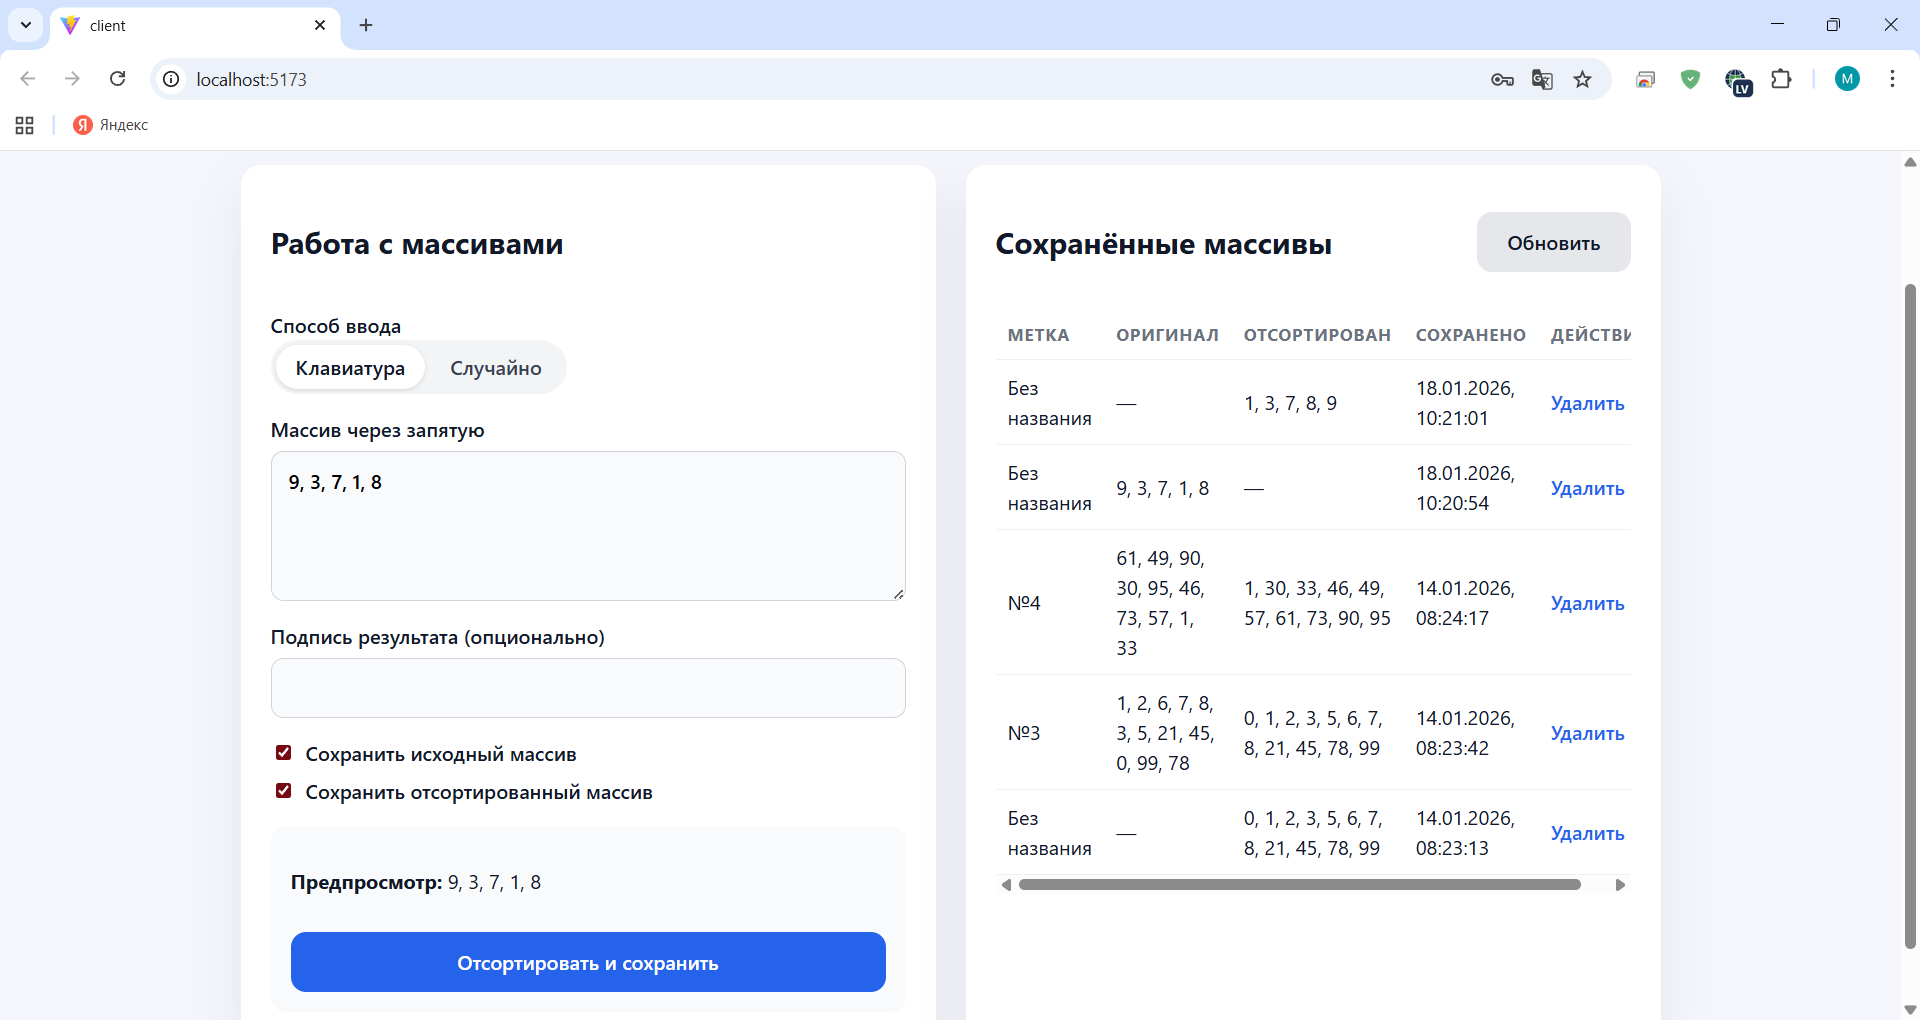 client
localhost:5173
LV
M
Я Яндекс
Работа с массивами
Способ ввода
Клавиатура Случайно
Массив через запятую
9, 3, 7, 1, 8
Подпись результата (опционально)
Сохранить исходный массив
Сохранить отсортированный массив
Предпросмотр: 9, 3, 7, 1, 8
Отсортировать и сохранить
Сохранённые массивы
Обновить
МЕТКА ОРИГИНАЛ ОТСОРТИРОВАН СОХРАНЕНО ДЕЙСТВИ
Без названия — 1, 3, 7, 8, 9 18.01.2026, 10:21:01 Удалить
Без названия 9, 3, 7, 1, 8 — 18.01.2026, 10:20:54 Удалить
№4 61, 49, 90, 30, 95, 46, 73, 57, 1, 33 1, 30, 33, 46, 49, 57, 61, 73, 90, 95 14.01.2026, 08:24:17 Удалить
№3 1, 2, 6, 7, 8, 3, 5, 21, 45, 0, 99, 78 0, 1, 2, 3, 5, 6, 7, 8, 21, 45, 78, 99 14.01.2026, 08:23:42 Удалить
Без названия — 0, 1, 2, 3, 5, 6, 7, 8, 21, 45, 78, 99 14.01.2026, 08:23:13 Удалить